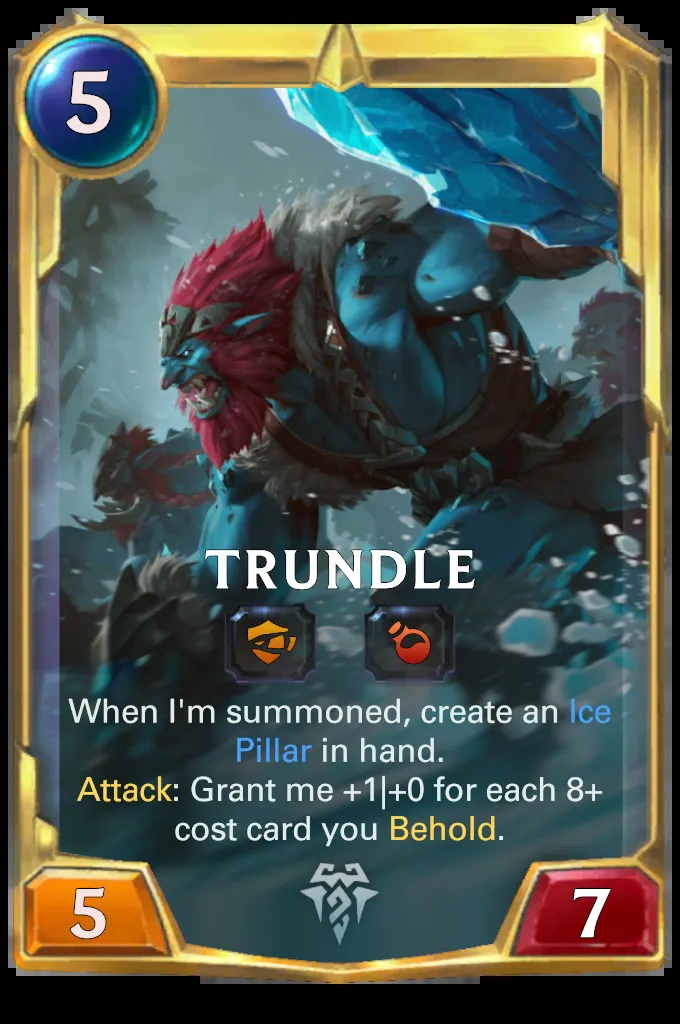 5
TRUNDLE
When I'm summoned, create an Ice
Pillar in hand.
Attack: Grant me +1|+0 for each 8+
cost card you Behold.
5
7